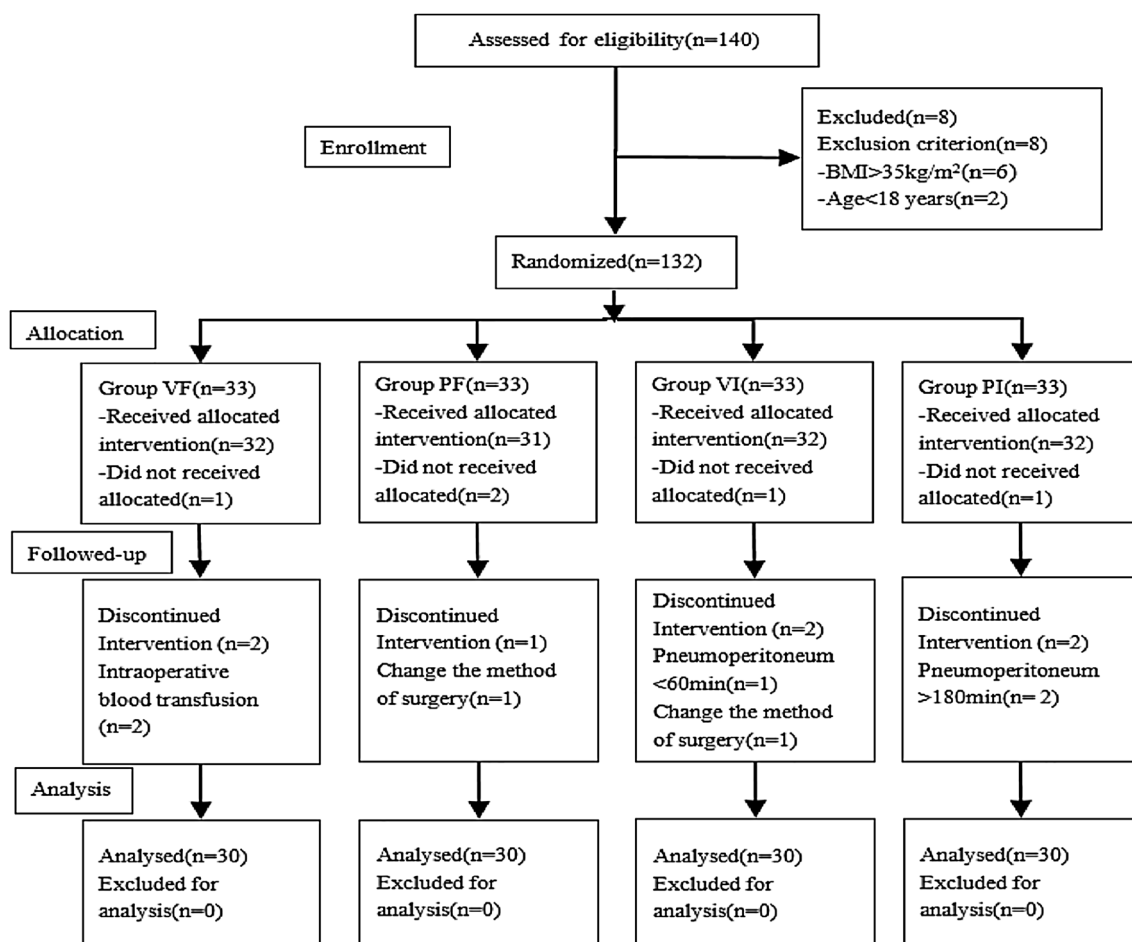 Assessed for eligibility(n=140)
Enrollment
Excluded(n=8)
Exclusion criterion(n=8)
-BMI>35kg/m²(n=6)
-Age<18 years(n=2)
Randomized(n=132)
Allocation
Group VF(n=33)
-Received allocated
intervention(n=32)
-Did not received
allocated(n=1)
Group PF(n=33)
-Received allocated
intervention(n=31)
-Did not received
allocated(n=2)
Group VI(n=33)
-Received allocated
intervention(n=32)
-Did not received
allocated(n=1)
Group PI(n=33)
-Received allocated
intervention(n=32)
-Did not received
allocated(n=1)
Followed-up
Discontinued
Intervention (n=2)
Intraoperative
blood transfusion
(n=2)
Discontinued
Intervention (n=1)
Change the method
of surgery(n=1)
Discontinued
Intervention (n=2)
Pneumoperitoneum
<60min(n=1)
Change the method
of surgery(n=1)
Discontinued
Intervention (n=2)
Pneumoperitoneum
>180min(n= 2)
Analysis
Analysed(n=30)
Excluded for
analysis(n=0)
Analysed(n=30)
Excluded for
analysis(n=0)
Analysed(n=30)
Excluded for
analysis(n=0)
Analysed(n=30)
Excluded for
analysis(n=0)